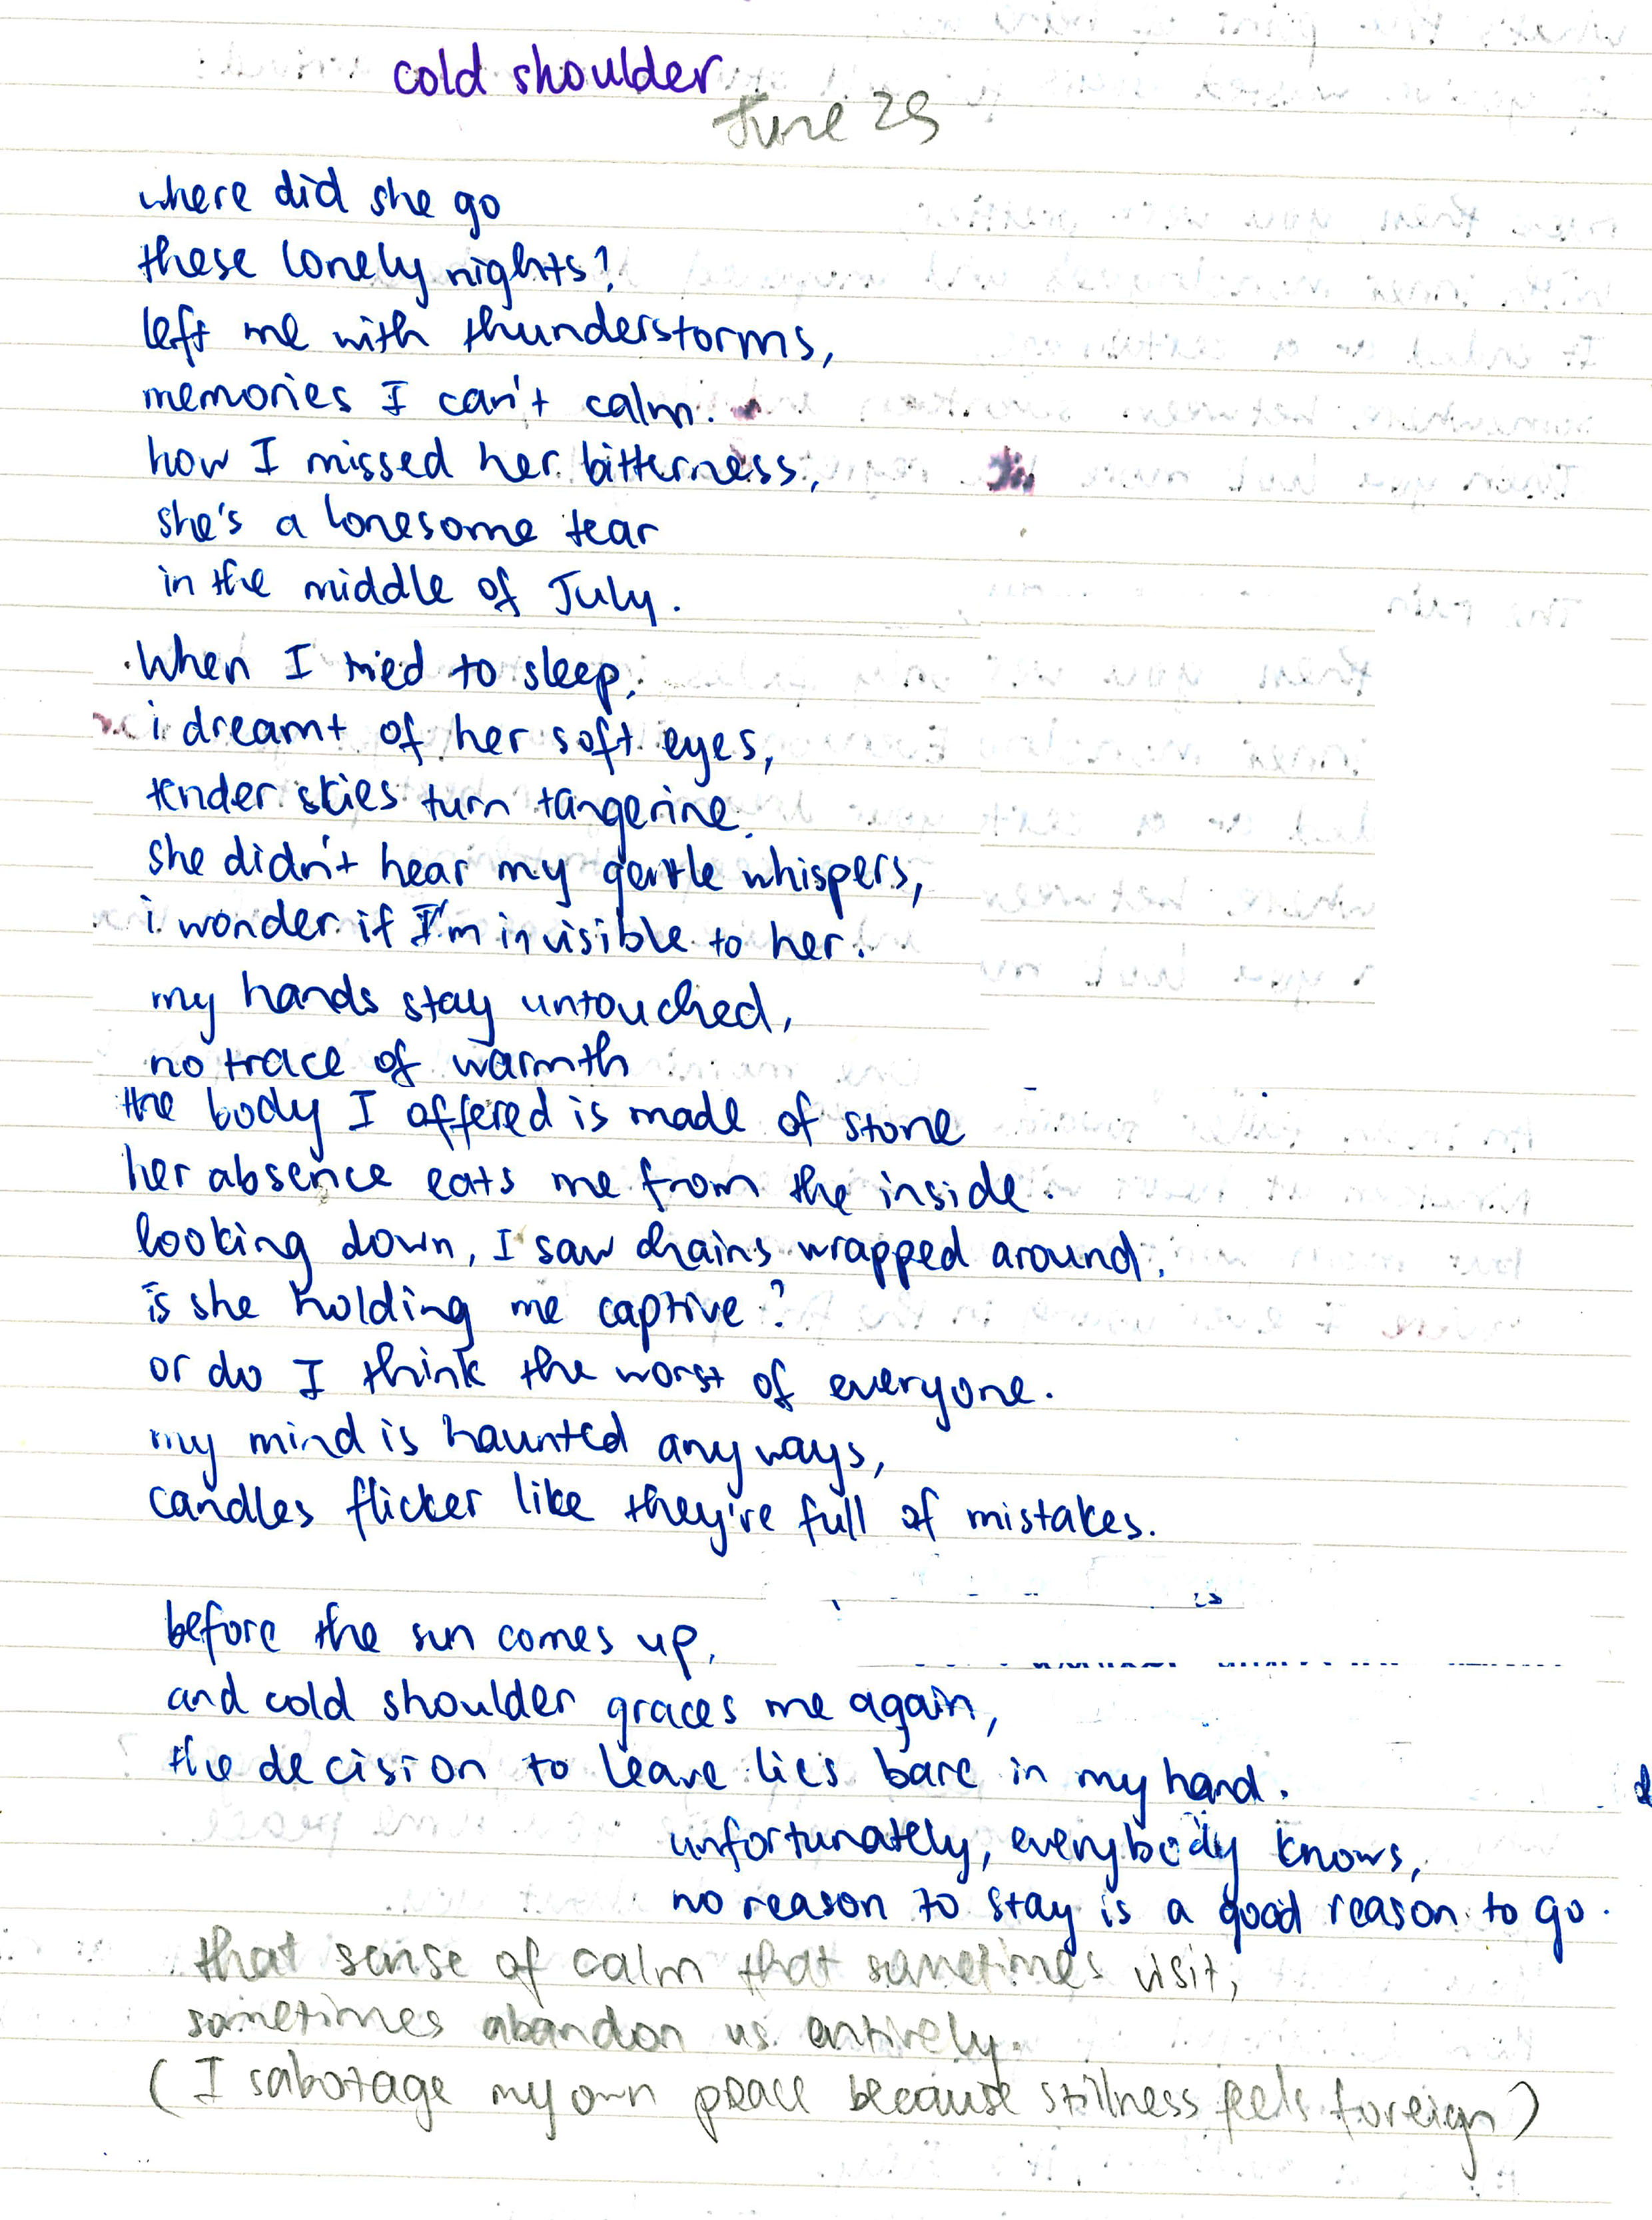 cold shoulder
June 29
where did she go
these lonely nights?
left me with thunderstorms,
memories I can't calm.
how I missed her bitterness,
she's a lonesome tear
in the middle of July.
When I tried to sleep,
i dreamt of her soft eyes,
tender skies turn tangerine.
she didn't hear my gentle whispers,
i wonder if I'm invisible to her.
my hands stay untouched,
no trace of warmth
the body I offered is made of stone
her absence eats me from the inside.
looking down, I saw chains wrapped around.
is she holding me captive?
or do I think the worst of everyone.
my mind is haunted anyways,
candles flicker like they're full of mistakes.
before the sun comes up,
and cold shoulder graces me again,
the decision to leave lies bare in my hand.
unfortunately, everybody knows,
no reason to stay is a good reason to go.
that sense of calm that sometimes visit,
sometimes abandon us entirely.
(I sabotage my own peace because stillness feels foreign)